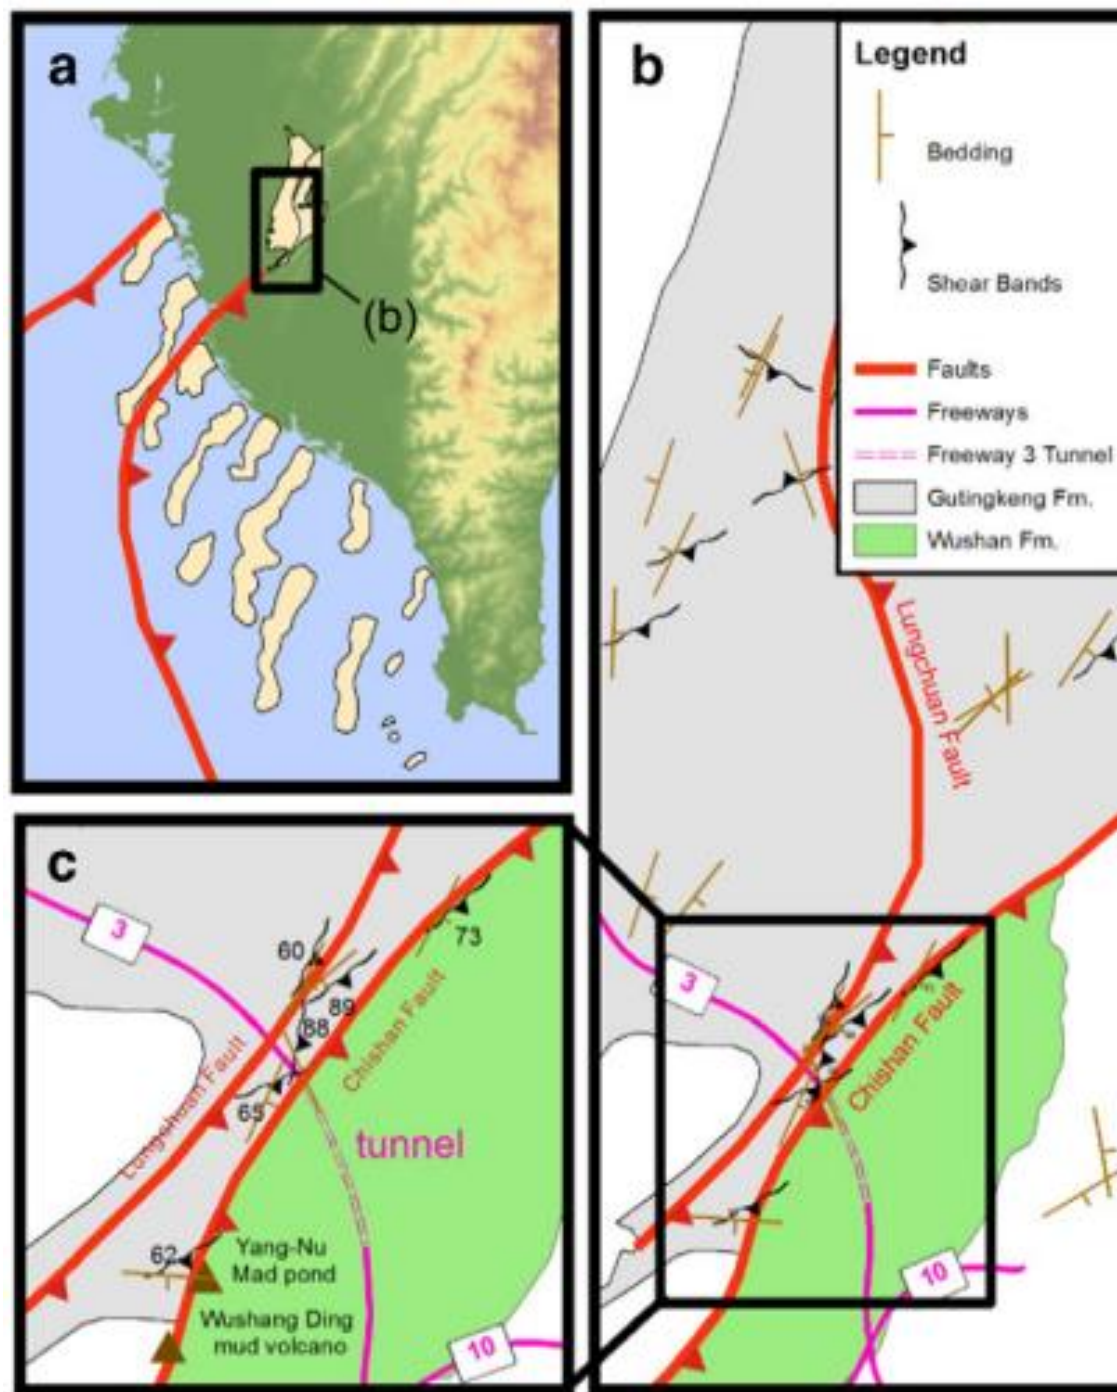 a
(b)
b
Legend
Bedding
Shear Bands
Faults
Freeways
Freeway 3 Tunnel
Gutingkeng Fm.
Wushan Fm.
Lungchuan Fault
3
Chishan Fault
10
c
3
60
73
89
88
Chishan Fault
Lungchuan Fault
65
tunnel
62
Yang-Nu
Mad pond
Wushang Ding
mud volcano
10